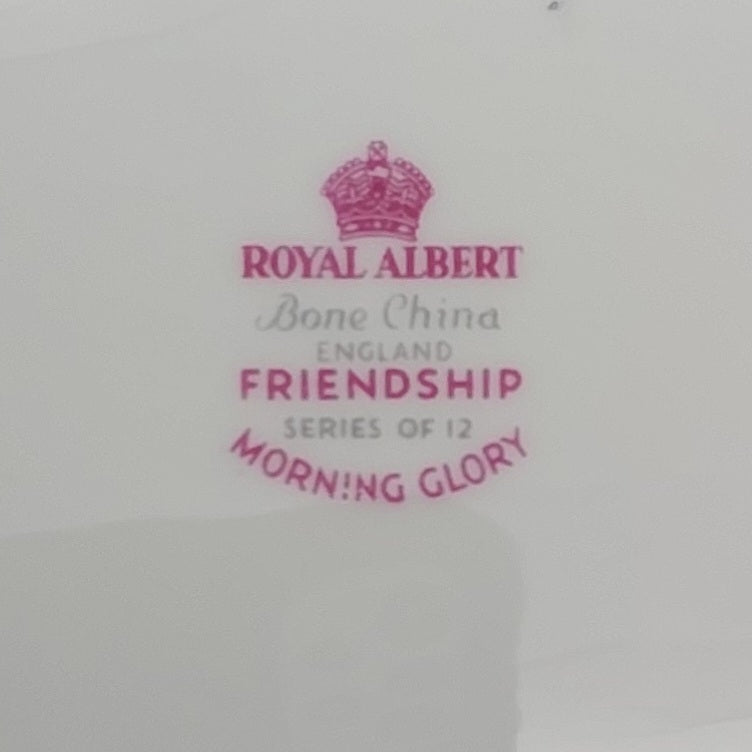 ROYAL ALBERT
Bone China
ENGLAND
FRIENDSHIP
SERIES OF 12
MORNING GLORY